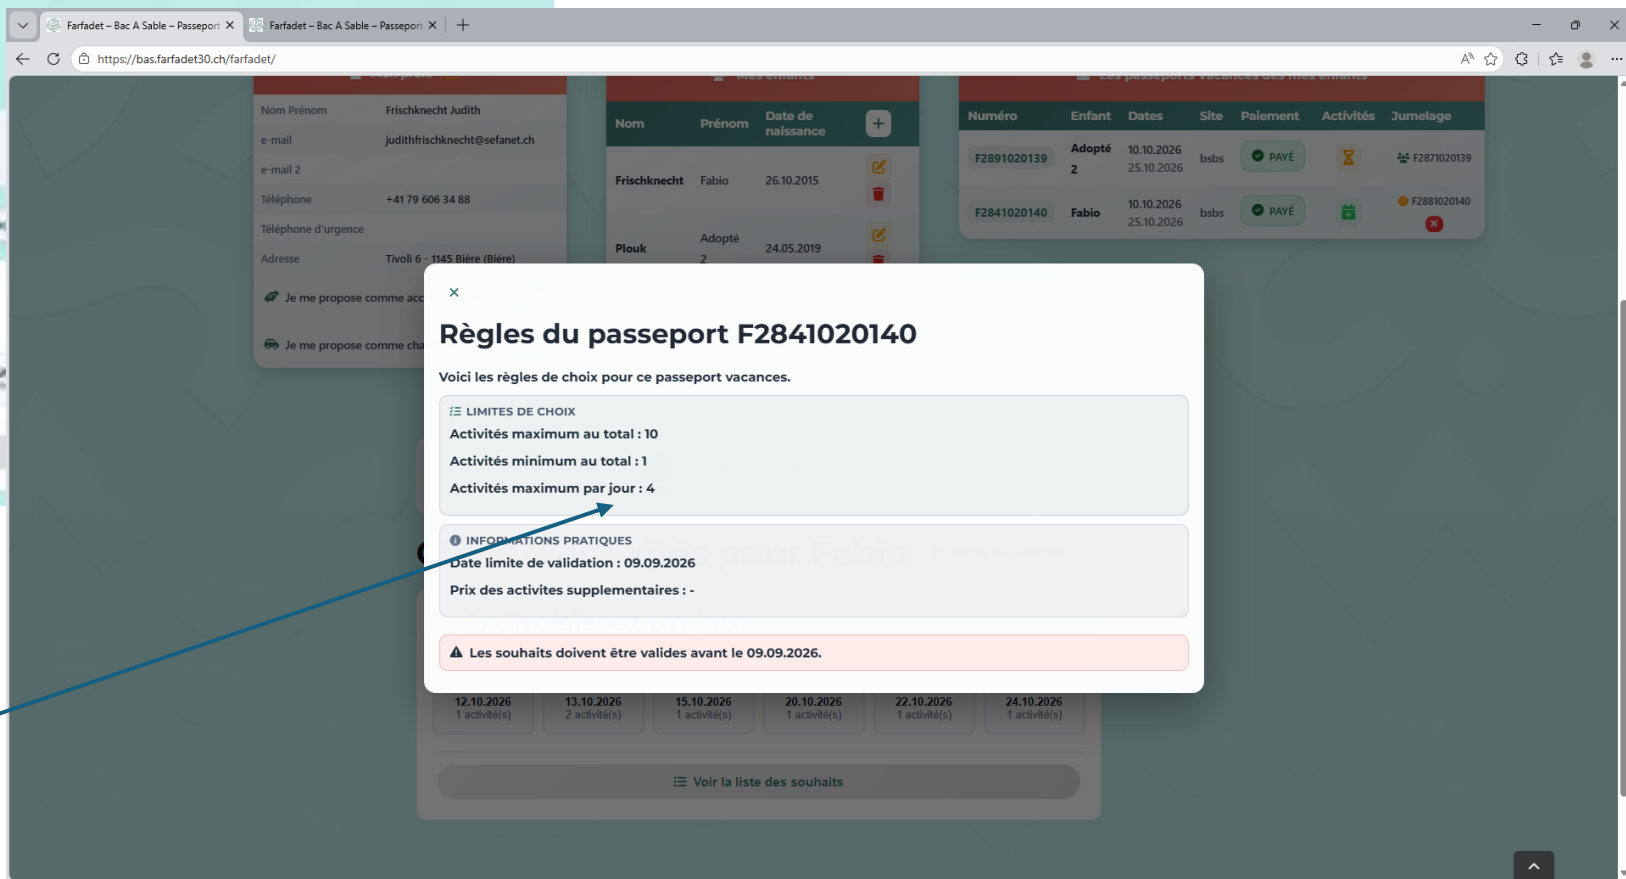 Farfadet – Bac A Sable – Passeport
Farfadet – Bac A Sable – Passeport
https://bas.farfadet30.ch/farfadet/
Mes enfants
Les passeports vacances des mes enfants
Nom Prénom Frischknecht Judith
e-mail judithfrischknecht@sefanet.ch
e-mail 2
Téléphone +41 79 606 34 88
Téléphone d'urgence
Adresse Tivoli 6 - 1145 Bière (Bière)
Je me propose comme
Je me propose comme
Nom Prénom Date de naissance
Frischknecht Fabio 26.10.2015
Plouk Adopté 2 24.05.2019
Numéro Enfant Dates Site Paiement Activités Jumelage
F2891020139 Adopté 2 10.10.2026 25.10.2026 bsbs PAYÉ F2871020139
F2841020140 Fabio 10.10.2026 25.10.2026 bsbs PAYÉ F2881020140
Règles du passeport F2841020140
Voici les règles de choix pour ce passeport vacances.
LIMITES DE CHOIX
Activités maximum au total : 10
Activités minimum au total : 1
Activités maximum par jour : 4
INFORMATIONS PRATIQUES
Date limite de validation : 09.09.2026
Prix des activites supplementaires : -
Les souhaits doivent être valides avant le 09.09.2026.
12.10.2026 13.10.2026 15.10.2026 20.10.2026 22.10.2026 24.10.2026
1 activité(s) 2 activité(s) 1 activité(s) 1 activité(s) 1 activité(s) 1 activité(s)
Voir la liste des souhaits